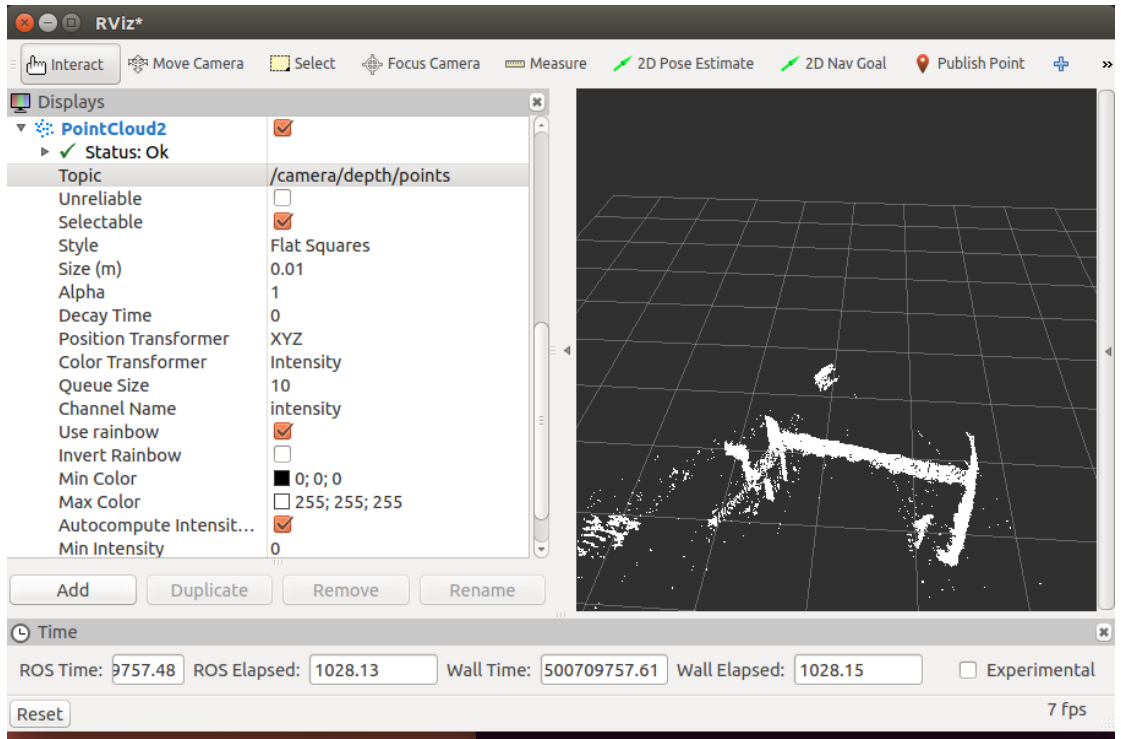 RViz*
Interact Move Camera Select Focus Camera Measure 2D Pose Estimate 2D Nav Goal Publish Point »
Displays
PointCloud2
Status: Ok
Topic /camera/depth/points
Unreliable
Selectable
Style Flat Squares
Size (m) 0.01
Alpha 1
Decay Time 0
Position Transformer XYZ
Color Transformer Intensity
Queue Size 10
Channel Name intensity
Use rainbow
Invert Rainbow
Min Color 0; 0; 0
Max Color 255; 255; 255
Autocompute Intensit...
Min Intensity 0
Add Duplicate Remove Rename
Time
ROS Time: 9757.48 ROS Elapsed: 1028.13 Wall Time: 500709757.61 Wall Elapsed: 1028.15 Experimental
Reset 7 fps